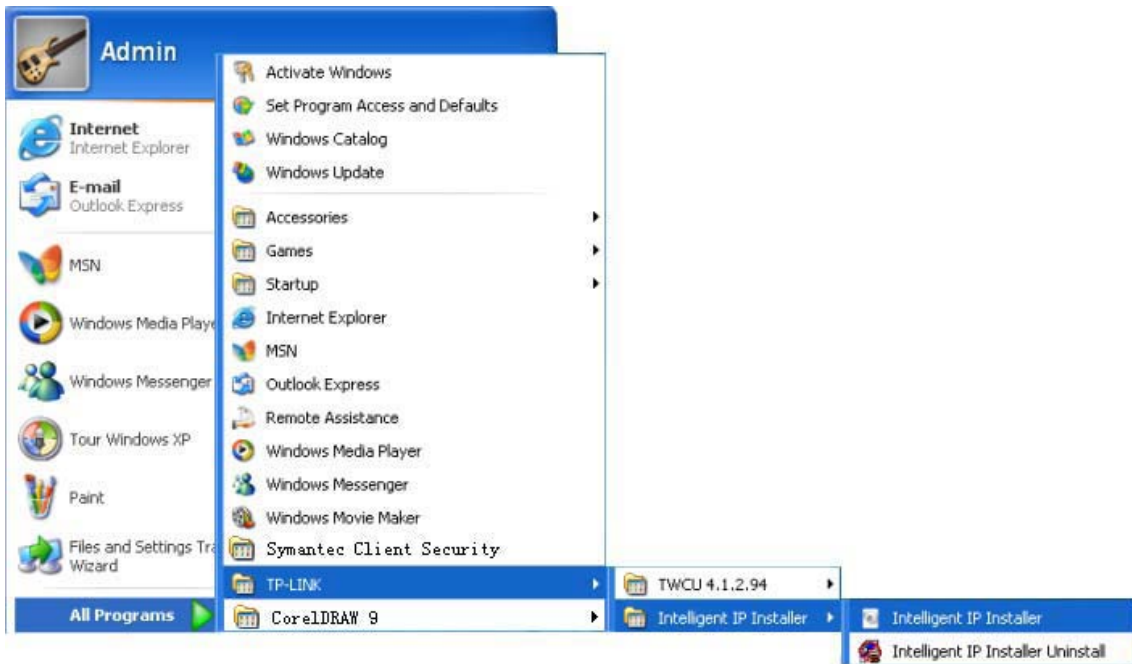 Admin
Internet
Internet Explorer
E-mail
Outlook Express
MSN
Windows Media Playe
Windows Messenger
Tour Windows XP
Paint
Files and Settings Tra
Wizard
All Programs
Activate Windows
Set Program Access and Defaults
Windows Catalog
Windows Update
Accessories
Games
Startup
Internet Explorer
MSN
Outlook Express
Remote Assistance
Windows Media Player
Windows Messenger
Windows Movie Maker
Symantec Client Security
TP-LINK
CorelDRAW 9
TWCU 4.1.2.94
Intelligent IP Installer
Intelligent IP Installer
Intelligent IP Installer Uninstall